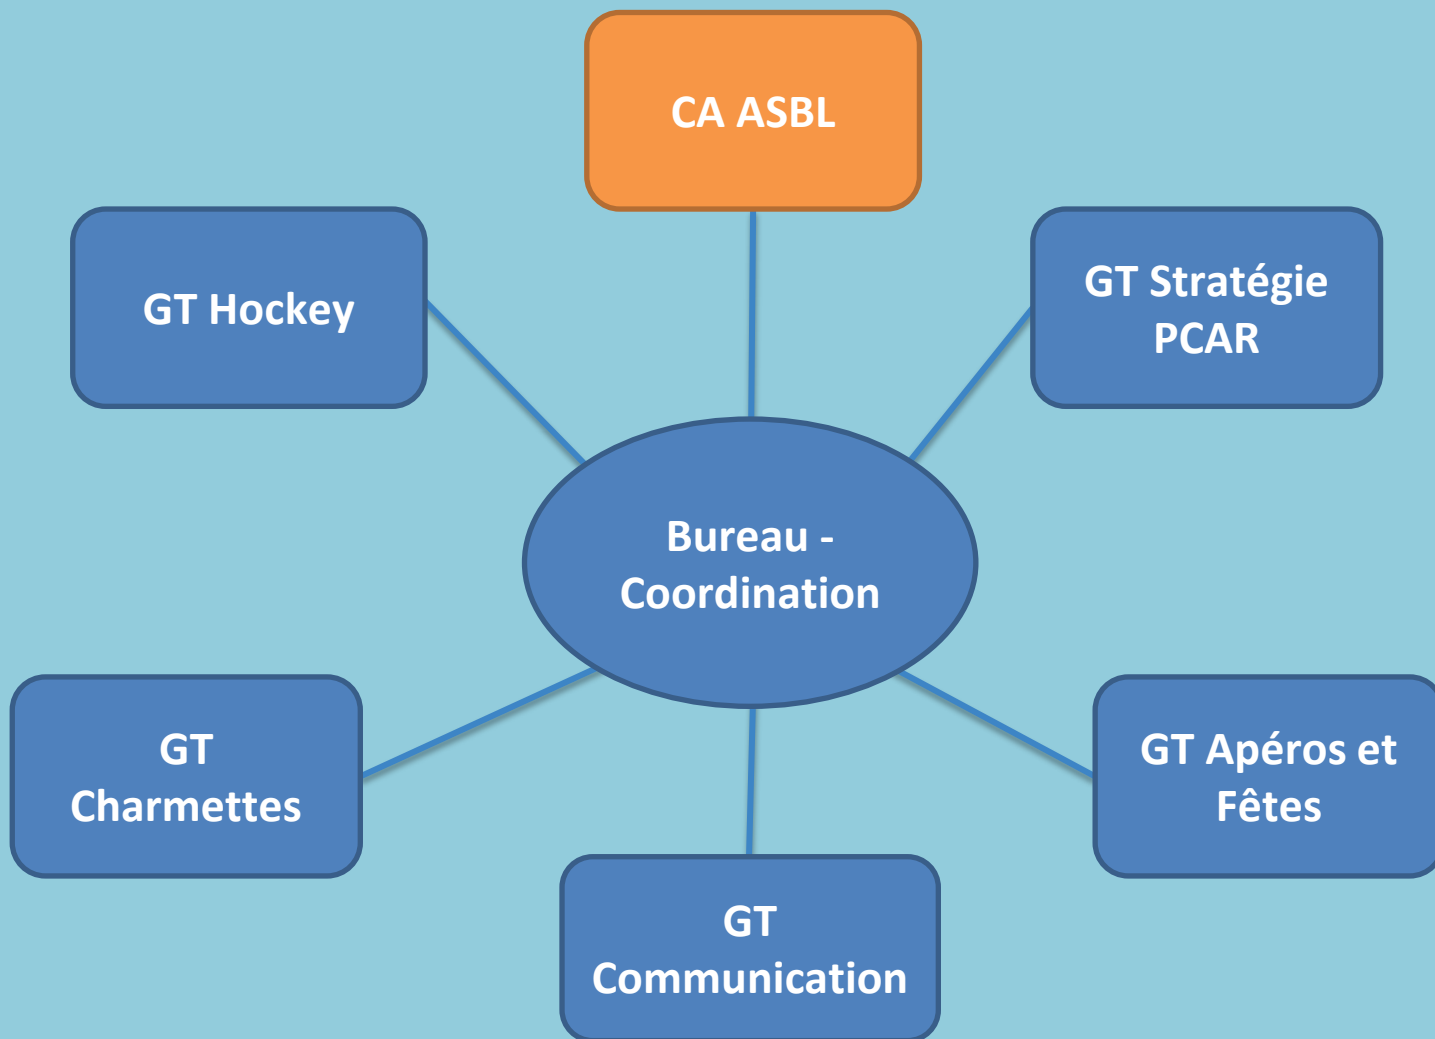 CA ASBL
GT Hockey
GT Stratégie
PCAR
Bureau -
Coordination
GT
Charmettes
GT Apéros et
Fêtes
GT
Communication